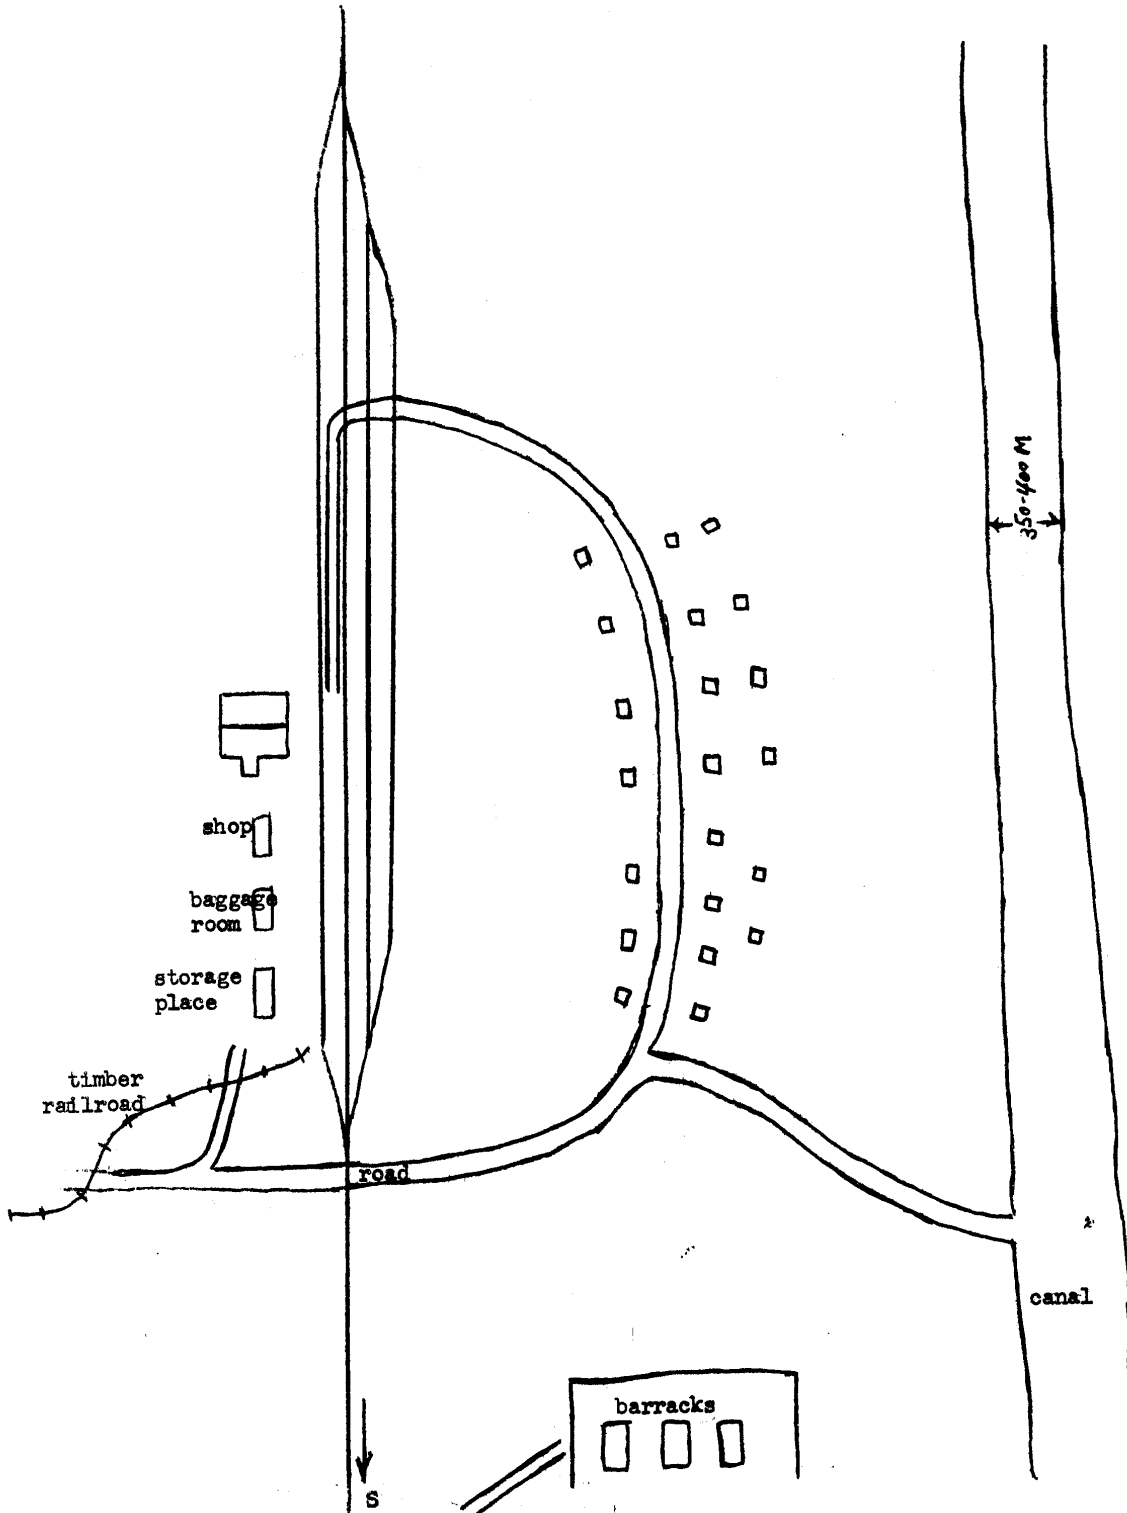 350-400 M
shop
baggage
room
storage
place
timber
railroad
road
canal
barracks
S